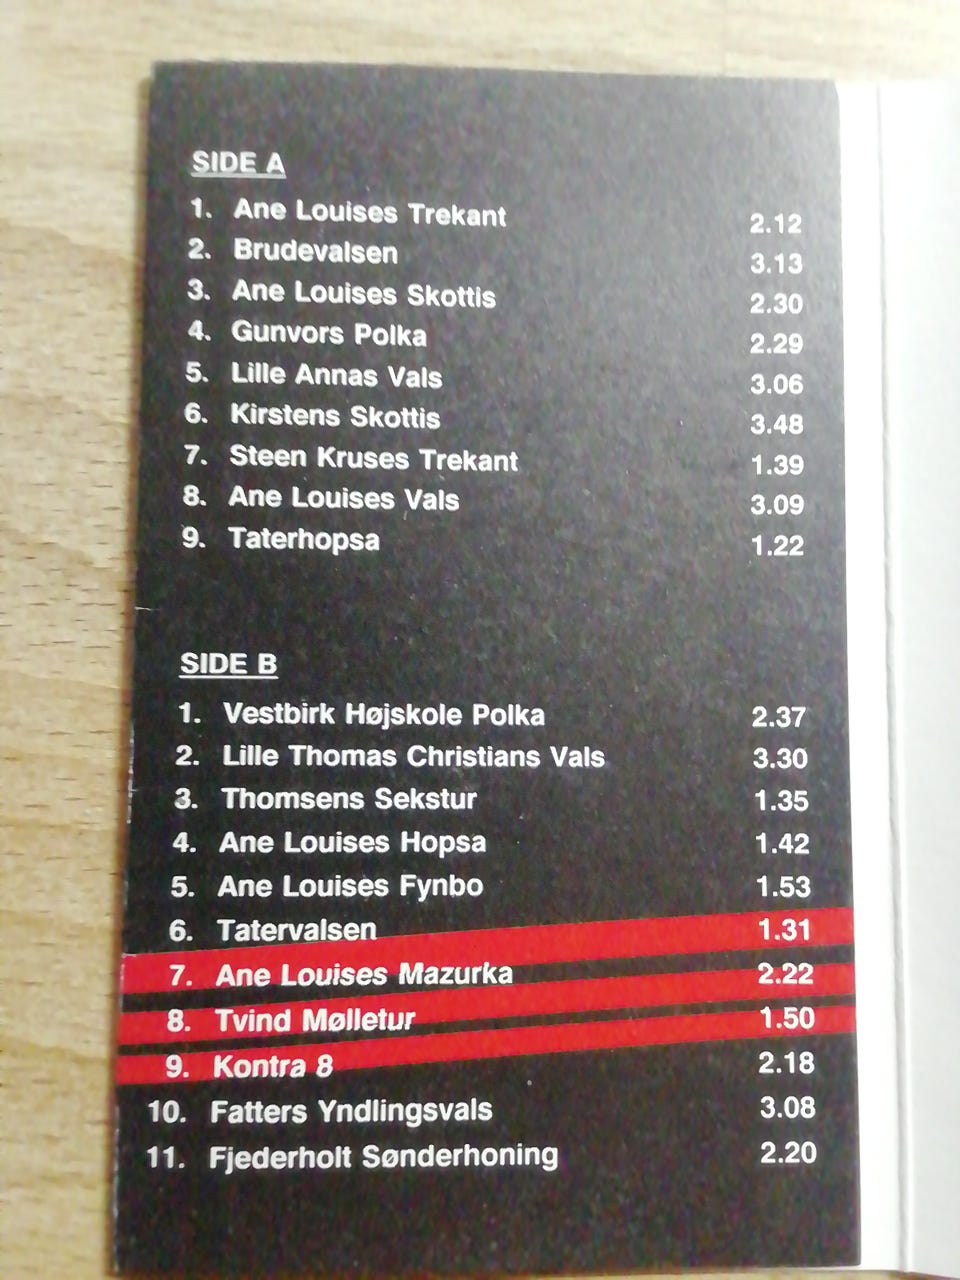 SIDE A
1. Ane Louises Trekant 2.12
2. Brudevalsen 3.13
3. Ane Louises Skottis 2.30
4. Gunvors Polka 2.29
5. Lille Annas Vals 3.06
6. Kirstens Skottis 3.48
7. Steen Kruses Trekant 1.39
8. Ane Louises Vals 3.09
9. Taterhopsa 1.22
SIDE B
1. Vestbirk Højskole Polka 2.37
2. Lille Thomas Christians Vals 3.30
3. Thomsens Sekstur 1.35
4. Ane Louises Hopsa 1.42
5. Ane Louises Fynbo 1.53
6. Tatervalsen 1.31
7. Ane Louises Mazurka 2.22
8. Tvind Mølletur 1.50
9. Kontra 8 2.18
10. Fatters Yndlingsvals 3.08
11. Fjederholt Sønderhoning 2.20